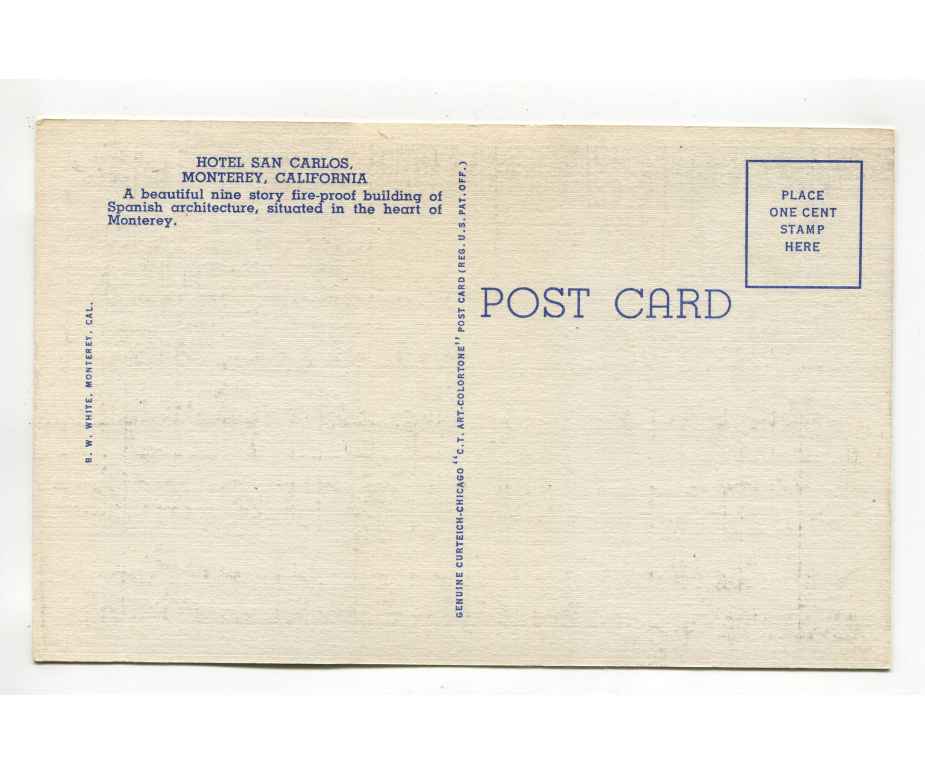 HOTEL SAN CARLOS,
MONTEREY, CALIFORNIA
A beautiful nine story fire-proof building of
Spanish architecture, situated in the heart of
Monterey.
B. W. WHITE, MONTEREY, CAL.
GENUINE CURTEICH-CHICAGO "C.T. ART-COLORTONE" POST CARD (REG. U.S. PAT. OFF.)
POST CARD
PLACE
ONE CENT
STAMP
HERE